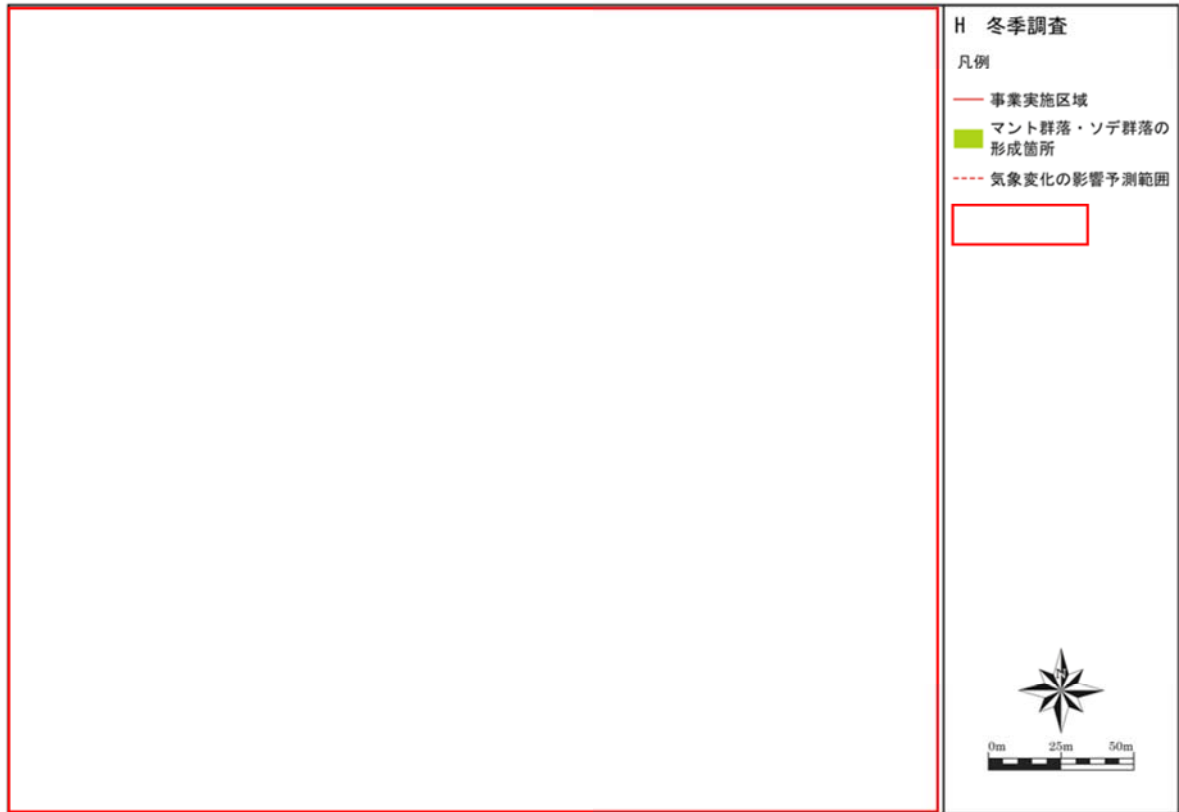 H 冬季調査
凡例
事業実施区域
マント群落・ソデ群落の
形成箇所
気象変化の影響予測範囲
N
0m 25m 50m